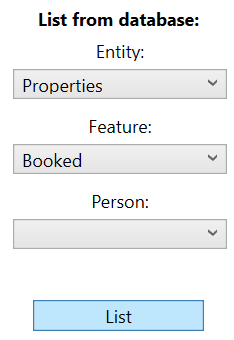 List from database:
Entity:
Properties
Feature:
Booked
Person:
List